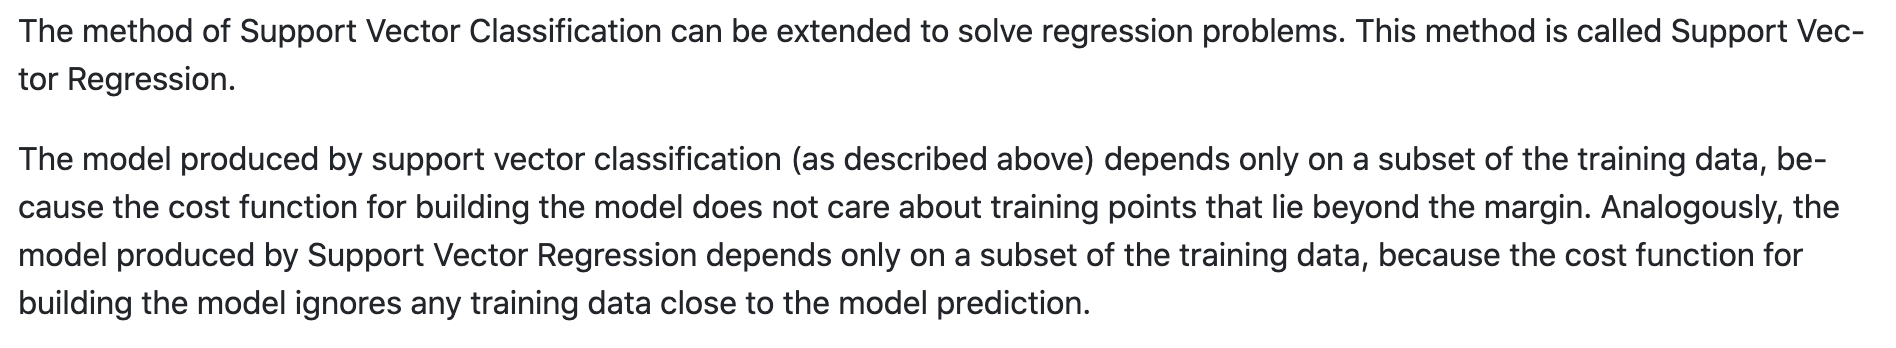 The method of Support Vector Classification can be extended to solve regression problems. This method is called Support Vec-
tor Regression.
The model produced by support vector classification (as described above) depends only on a subset of the training data, be-
cause the cost function for building the model does not care about training points that lie beyond the margin. Analogously, the
model produced by Support Vector Regression depends only on a subset of the training data, because the cost function for
building the model ignores any training data close to the model prediction.